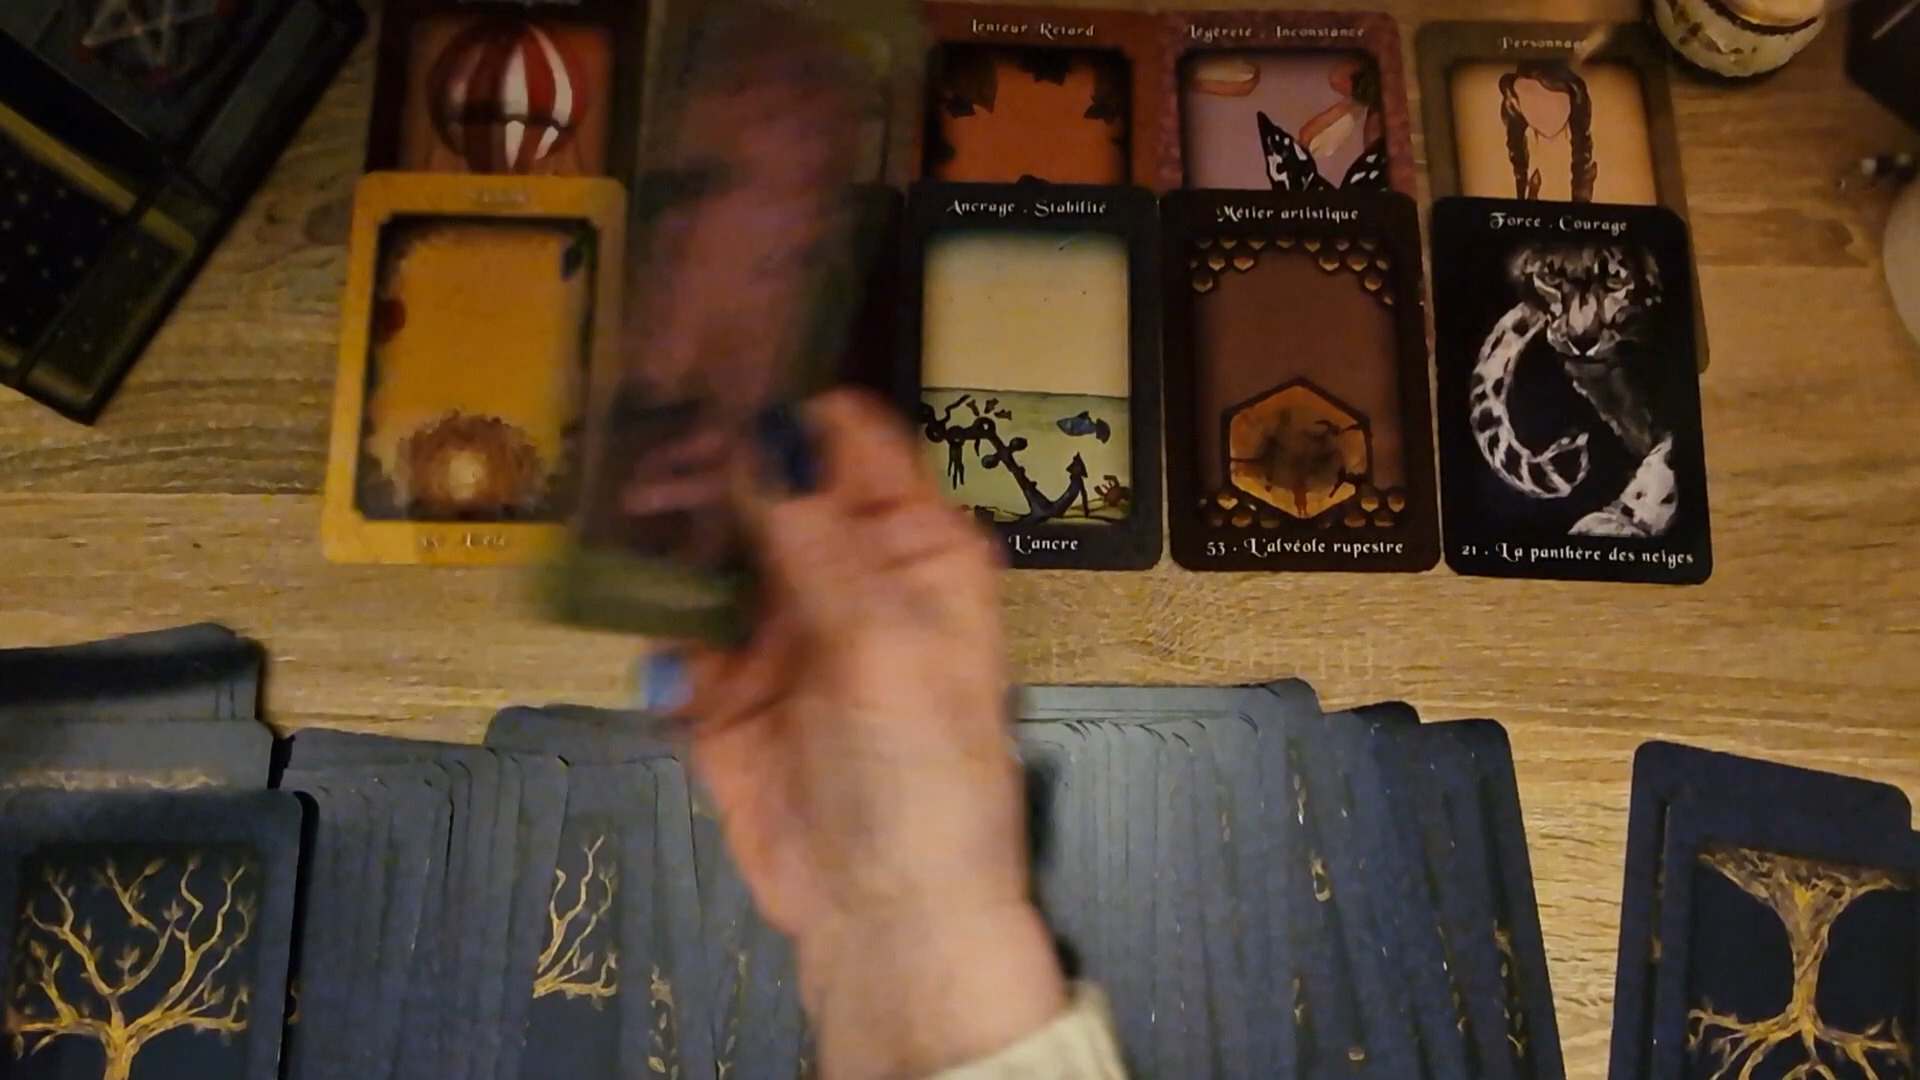 Lenteur . Retard
Légèreté . Inconstance
Personnage
Ancrage . Stabilité
Métier artistique
Force . Courage
L'ancre
53 . L'alvéole rupestre
21 . La panthère des neiges